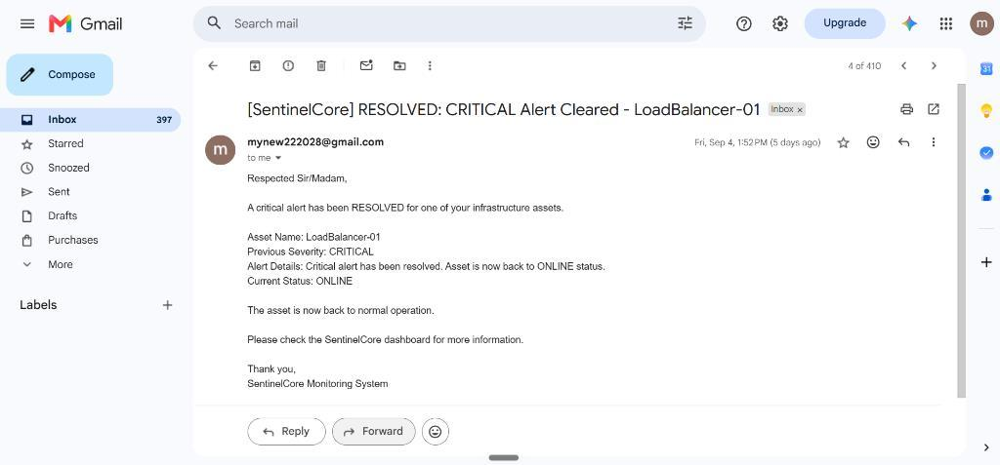 Gmail
Search mail
Upgrade
m
Compose
Inbox 397
Starred
Snoozed
Sent
Drafts
Purchases
More
Labels
4 of 410
31
[SentinelCore] RESOLVED: CRITICAL Alert Cleared - LoadBalancer-01 Inbox x
m
mynew222028@gmail.com Fri, Sep 4, 1:52 PM (5 days ago)
to me
Respected Sir/Madam,
A critical alert has been RESOLVED for one of your infrastructure assets.
Asset Name: LoadBalancer-01
Previous Severity: CRITICAL
Alert Details: Critical alert has been resolved. Asset is now back to ONLINE status.
Current Status: ONLINE
The asset is now back to normal operation.
Please check the SentinelCore dashboard for more information.
Thank you,
SentinelCore Monitoring System
Reply Forward